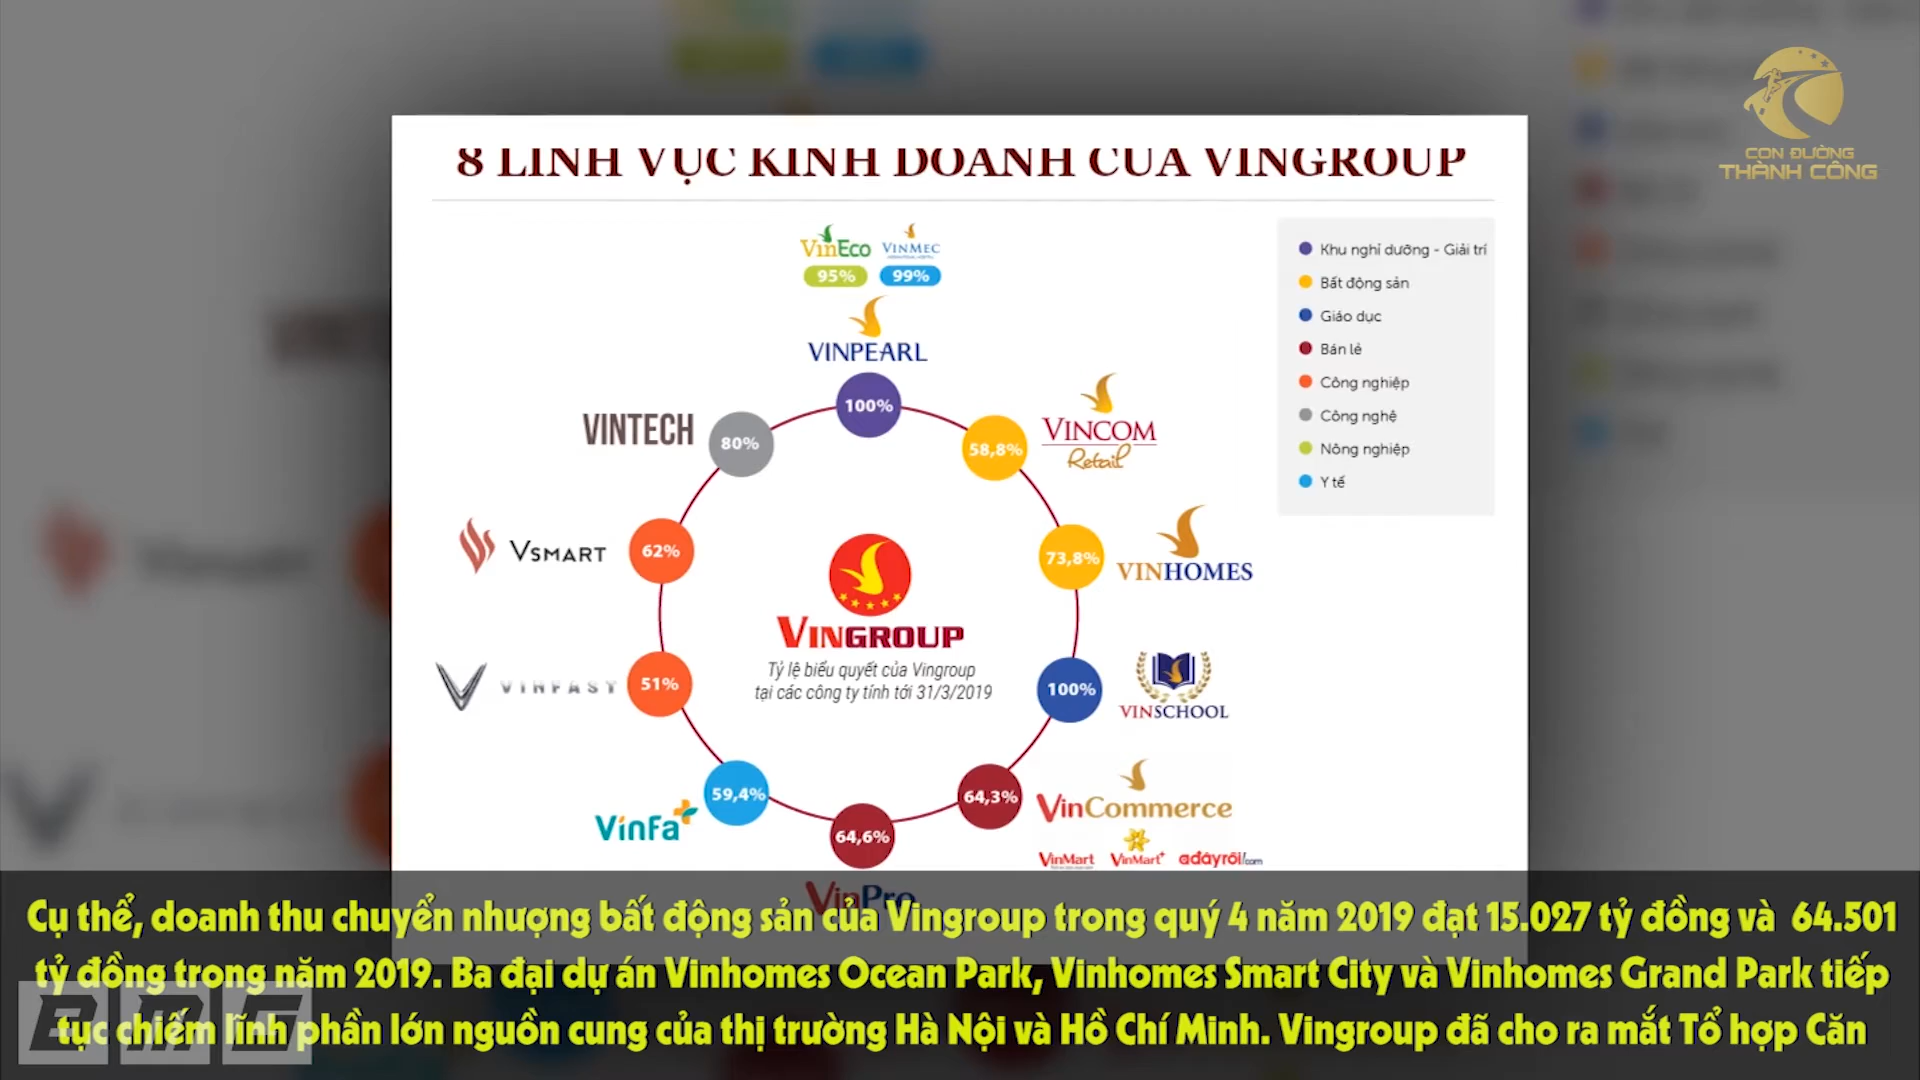 CON ĐƯỜNG
THÀNH CÔNG
8 LĨNH VỰC KINH DOANH CỦA VINGROUP
VinEco VINMEC
95% 99%
VINPEARL
100%
VINTECH
80%
58,8%
VINCOM
Retail
VSMART
62%
73,8%
VINHOMES
VINGROUP
Tỷ lệ biểu quyết của Vingroup
tại các công ty tính tới 31/3/2019
VINFAST
51%
100%
VINSCHOOL
VinFa
59,4%
64,6%
64,3%
VinCommerce
VinMart VinMart+ adayroi.com
VinPro
Khu nghỉ dưỡng - Giải trí
Bất động sản
Giáo dục
Bán lẻ
Công nghiệp
Công nghệ
Nông nghiệp
Y tế
Cụ thể, doanh thu chuyển nhượng bất động sản của Vingroup trong quý 4 năm 2019 đạt 15.027 tỷ đồng và 64.501
tỷ đồng trong năm 2019. Ba đại dự án Vinhomes Ocean Park, Vinhomes Smart City và Vinhomes Grand Park tiếp
tục chiếm lĩnh phần lớn nguồn cung của thị trường Hà Nội và Hồ Chí Minh. Vingroup đã cho ra mắt Tổ hợp Căn
BMG